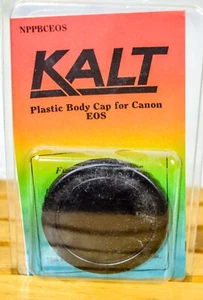 NPPBCEOS
KALT
Plastic Body Cap for Canon
EOS